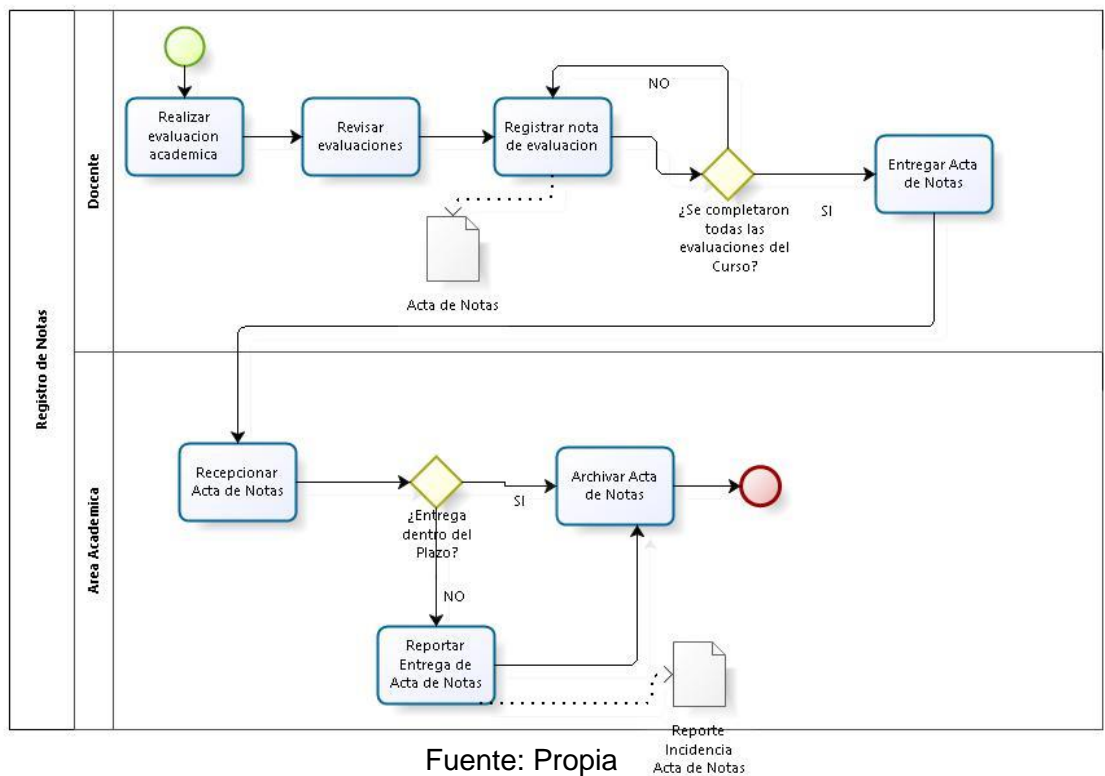 Registro de Notas
Docente
Realizar
evaluacion
academica
Revisar
evaluaciones
Registrar nota
de evaluacion
NO
¿Se completaron
todas las
evaluaciones del
Curso?
SI
Entregar Acta
de Notas
Acta de Notas
Area Academica
Recepcionar
Acta de Notas
¿Entrega
dentro del
Plazo?
SI
Archivar Acta
de Notas
NO
Reportar
Entrega de
Acta de Notas
Reporte
Incidencia
Acta de Notas
Fuente: Propia